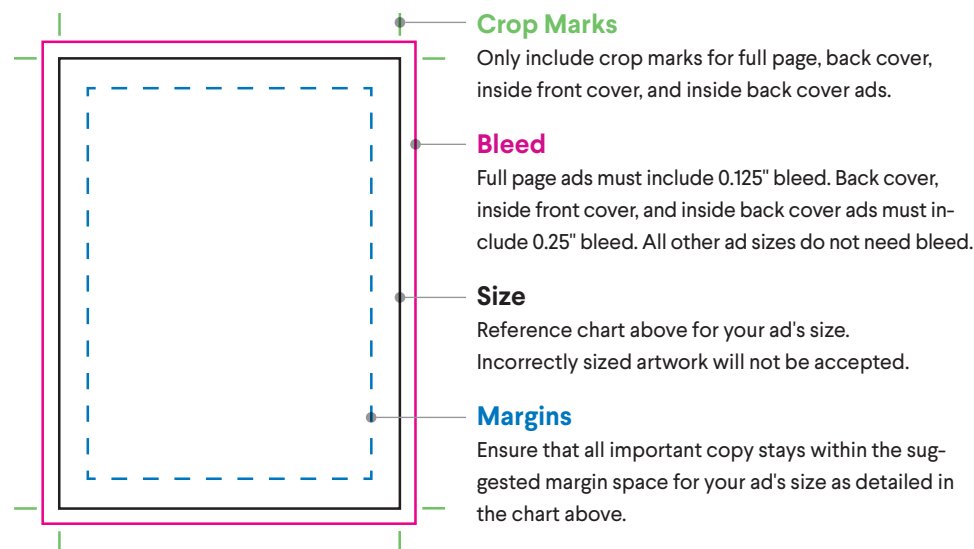 Crop Marks
Only include crop marks for full page, back cover,
inside front cover, and inside back cover ads.
Bleed
Full page ads must include 0.125" bleed. Back cover,
inside front cover, and inside back cover ads must in-
clude 0.25" bleed. All other ad sizes do not need bleed.
Size
Reference chart above for your ad's size.
Incorrectly sized artwork will not be accepted.
Margins
Ensure that all important copy stays within the sug-
gested margin space for your ad's size as detailed in
the chart above.